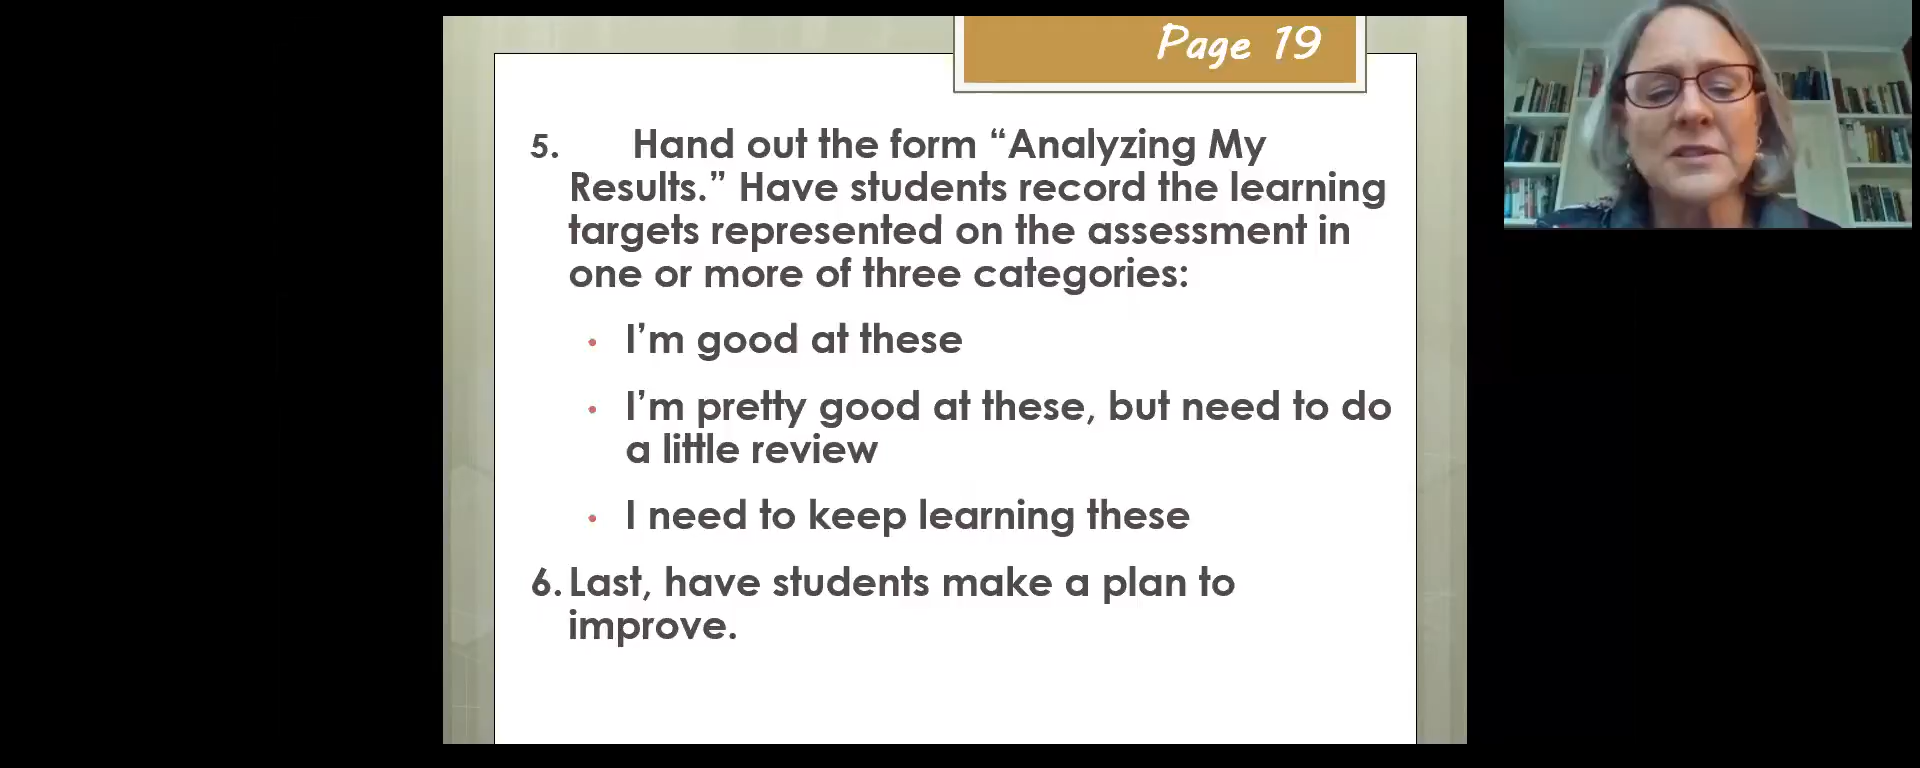 Page 19
5. Hand out the form “Analyzing My
Results.” Have students record the learning
targets represented on the assessment in
one or more of three categories:
• I’m good at these
• I’m pretty good at these, but need to do
a little review
• I need to keep learning these
6. Last, have students make a plan to
improve.